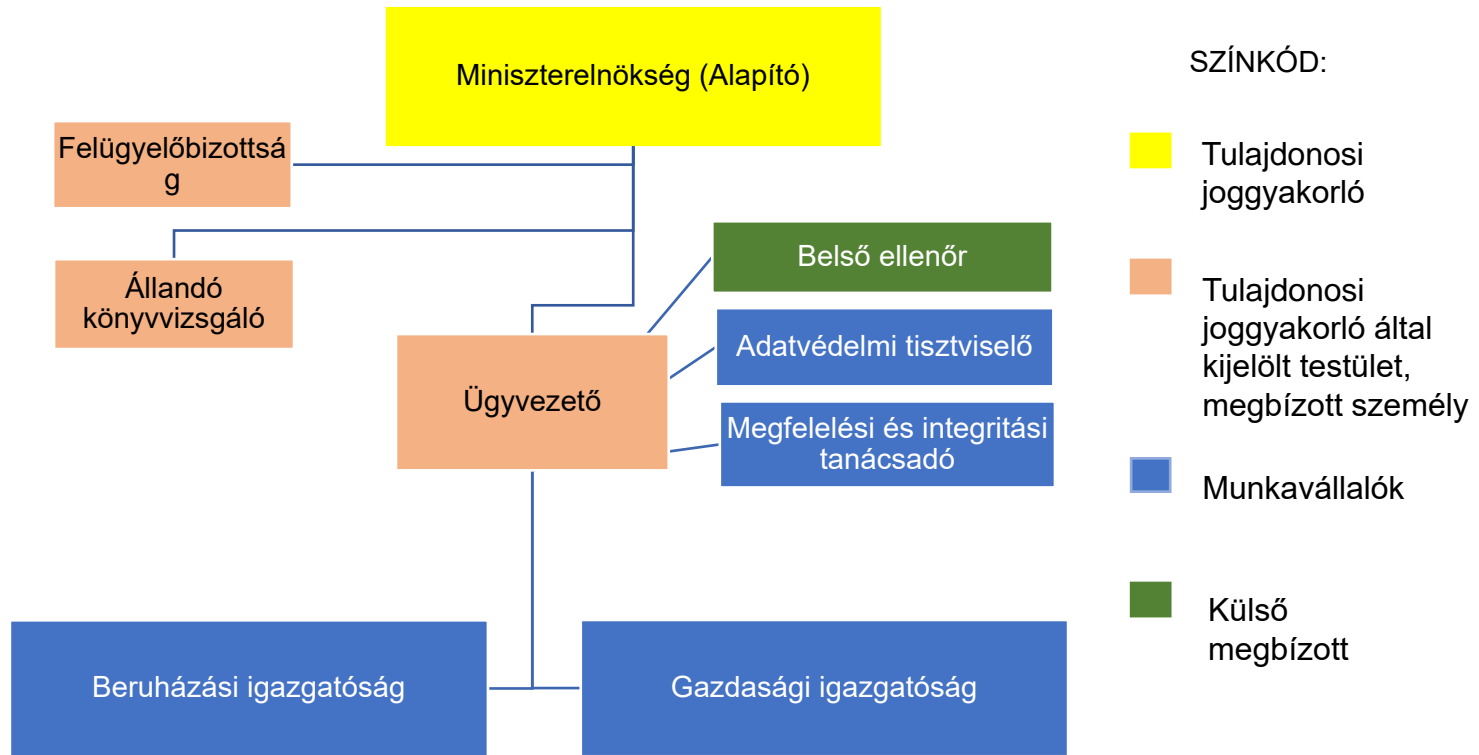 Miniszterelnökség (Alapító)
Felügyelőbizottsá
g
Állandó
könyvvizsgáló
Ügyvezető
Belső ellenőr
Adatvédelmi tisztviselő
Megfelelési és integritási
tanácsadó
Beruházási igazgatóság
Gazdasági igazgatóság
SZÍNKÓD:
Tulajdonosi
joggyakorló
Tulajdonosi
joggyakorló által
kijelölt testület,
megbízott személy
Munkavállalók
Külső
megbízott